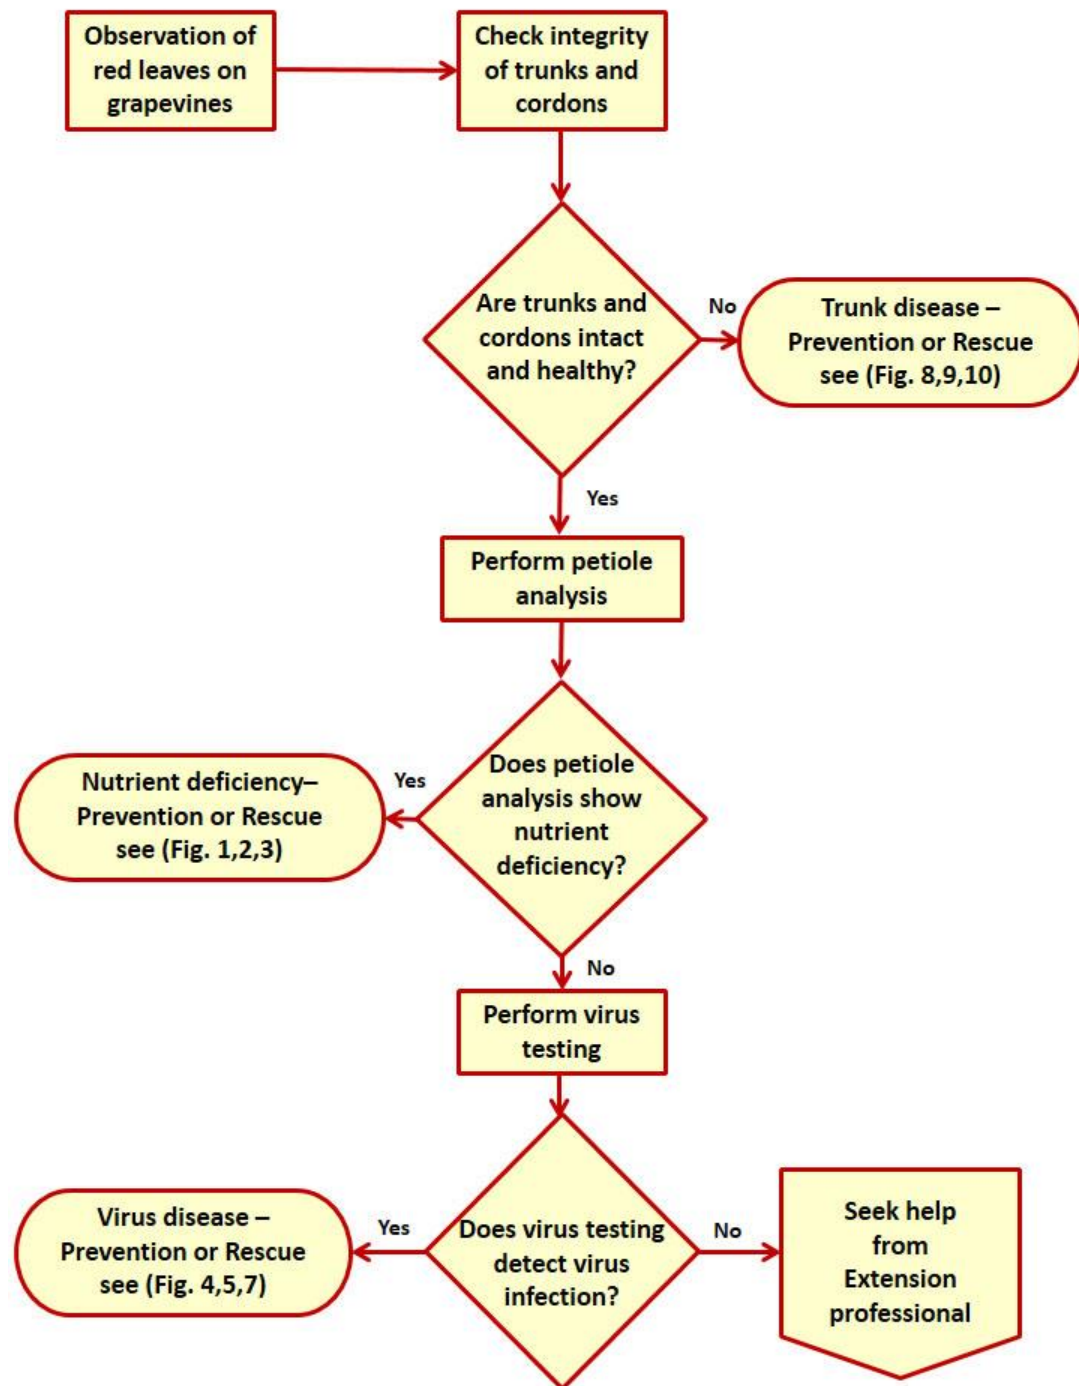 Observation of
red leaves on
grapevines
Check integrity
of trunks and
cordons
Are trunks and
cordons intact
and healthy?
No
Trunk disease –
Prevention or Rescue
see (Fig. 8,9,10)
Yes
Perform petiole
analysis
Does petiole
analysis show
nutrient
deficiency?
Yes
Nutrient deficiency–
Prevention or Rescue
see (Fig. 1,2,3)
No
Perform virus
testing
Does virus testing
detect virus
infection?
Yes
Virus disease –
Prevention or Rescue
see (Fig. 4,5,7)
No
Seek help
from
Extension
professional